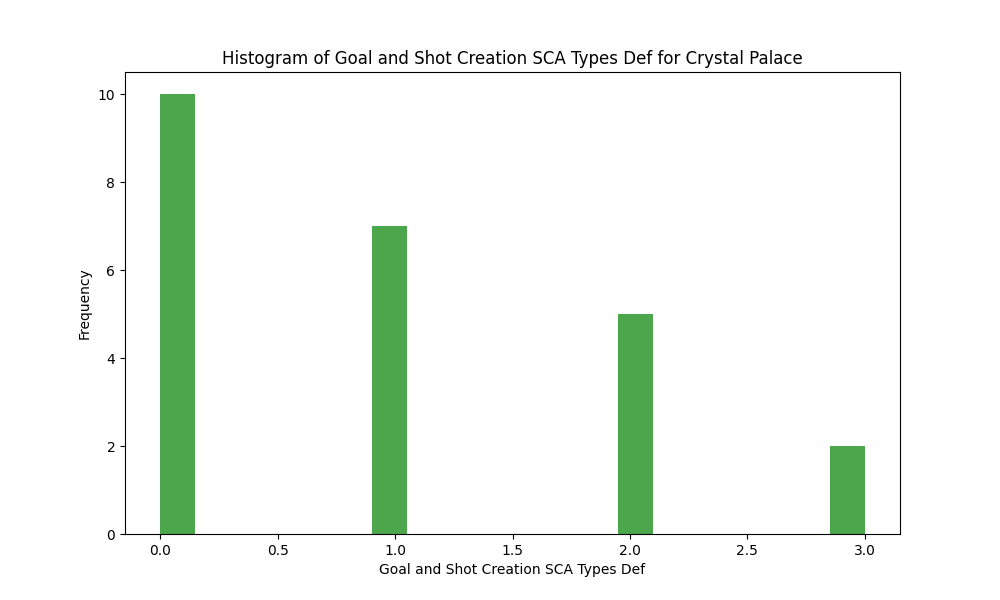 Histogram of Goal and Shot Creation SCA Types Def for Crystal Palace
10
8
6
4
2
0
Frequency
0.0 0.5 1.0 1.5 2.0 2.5 3.0
Goal and Shot Creation SCA Types Def